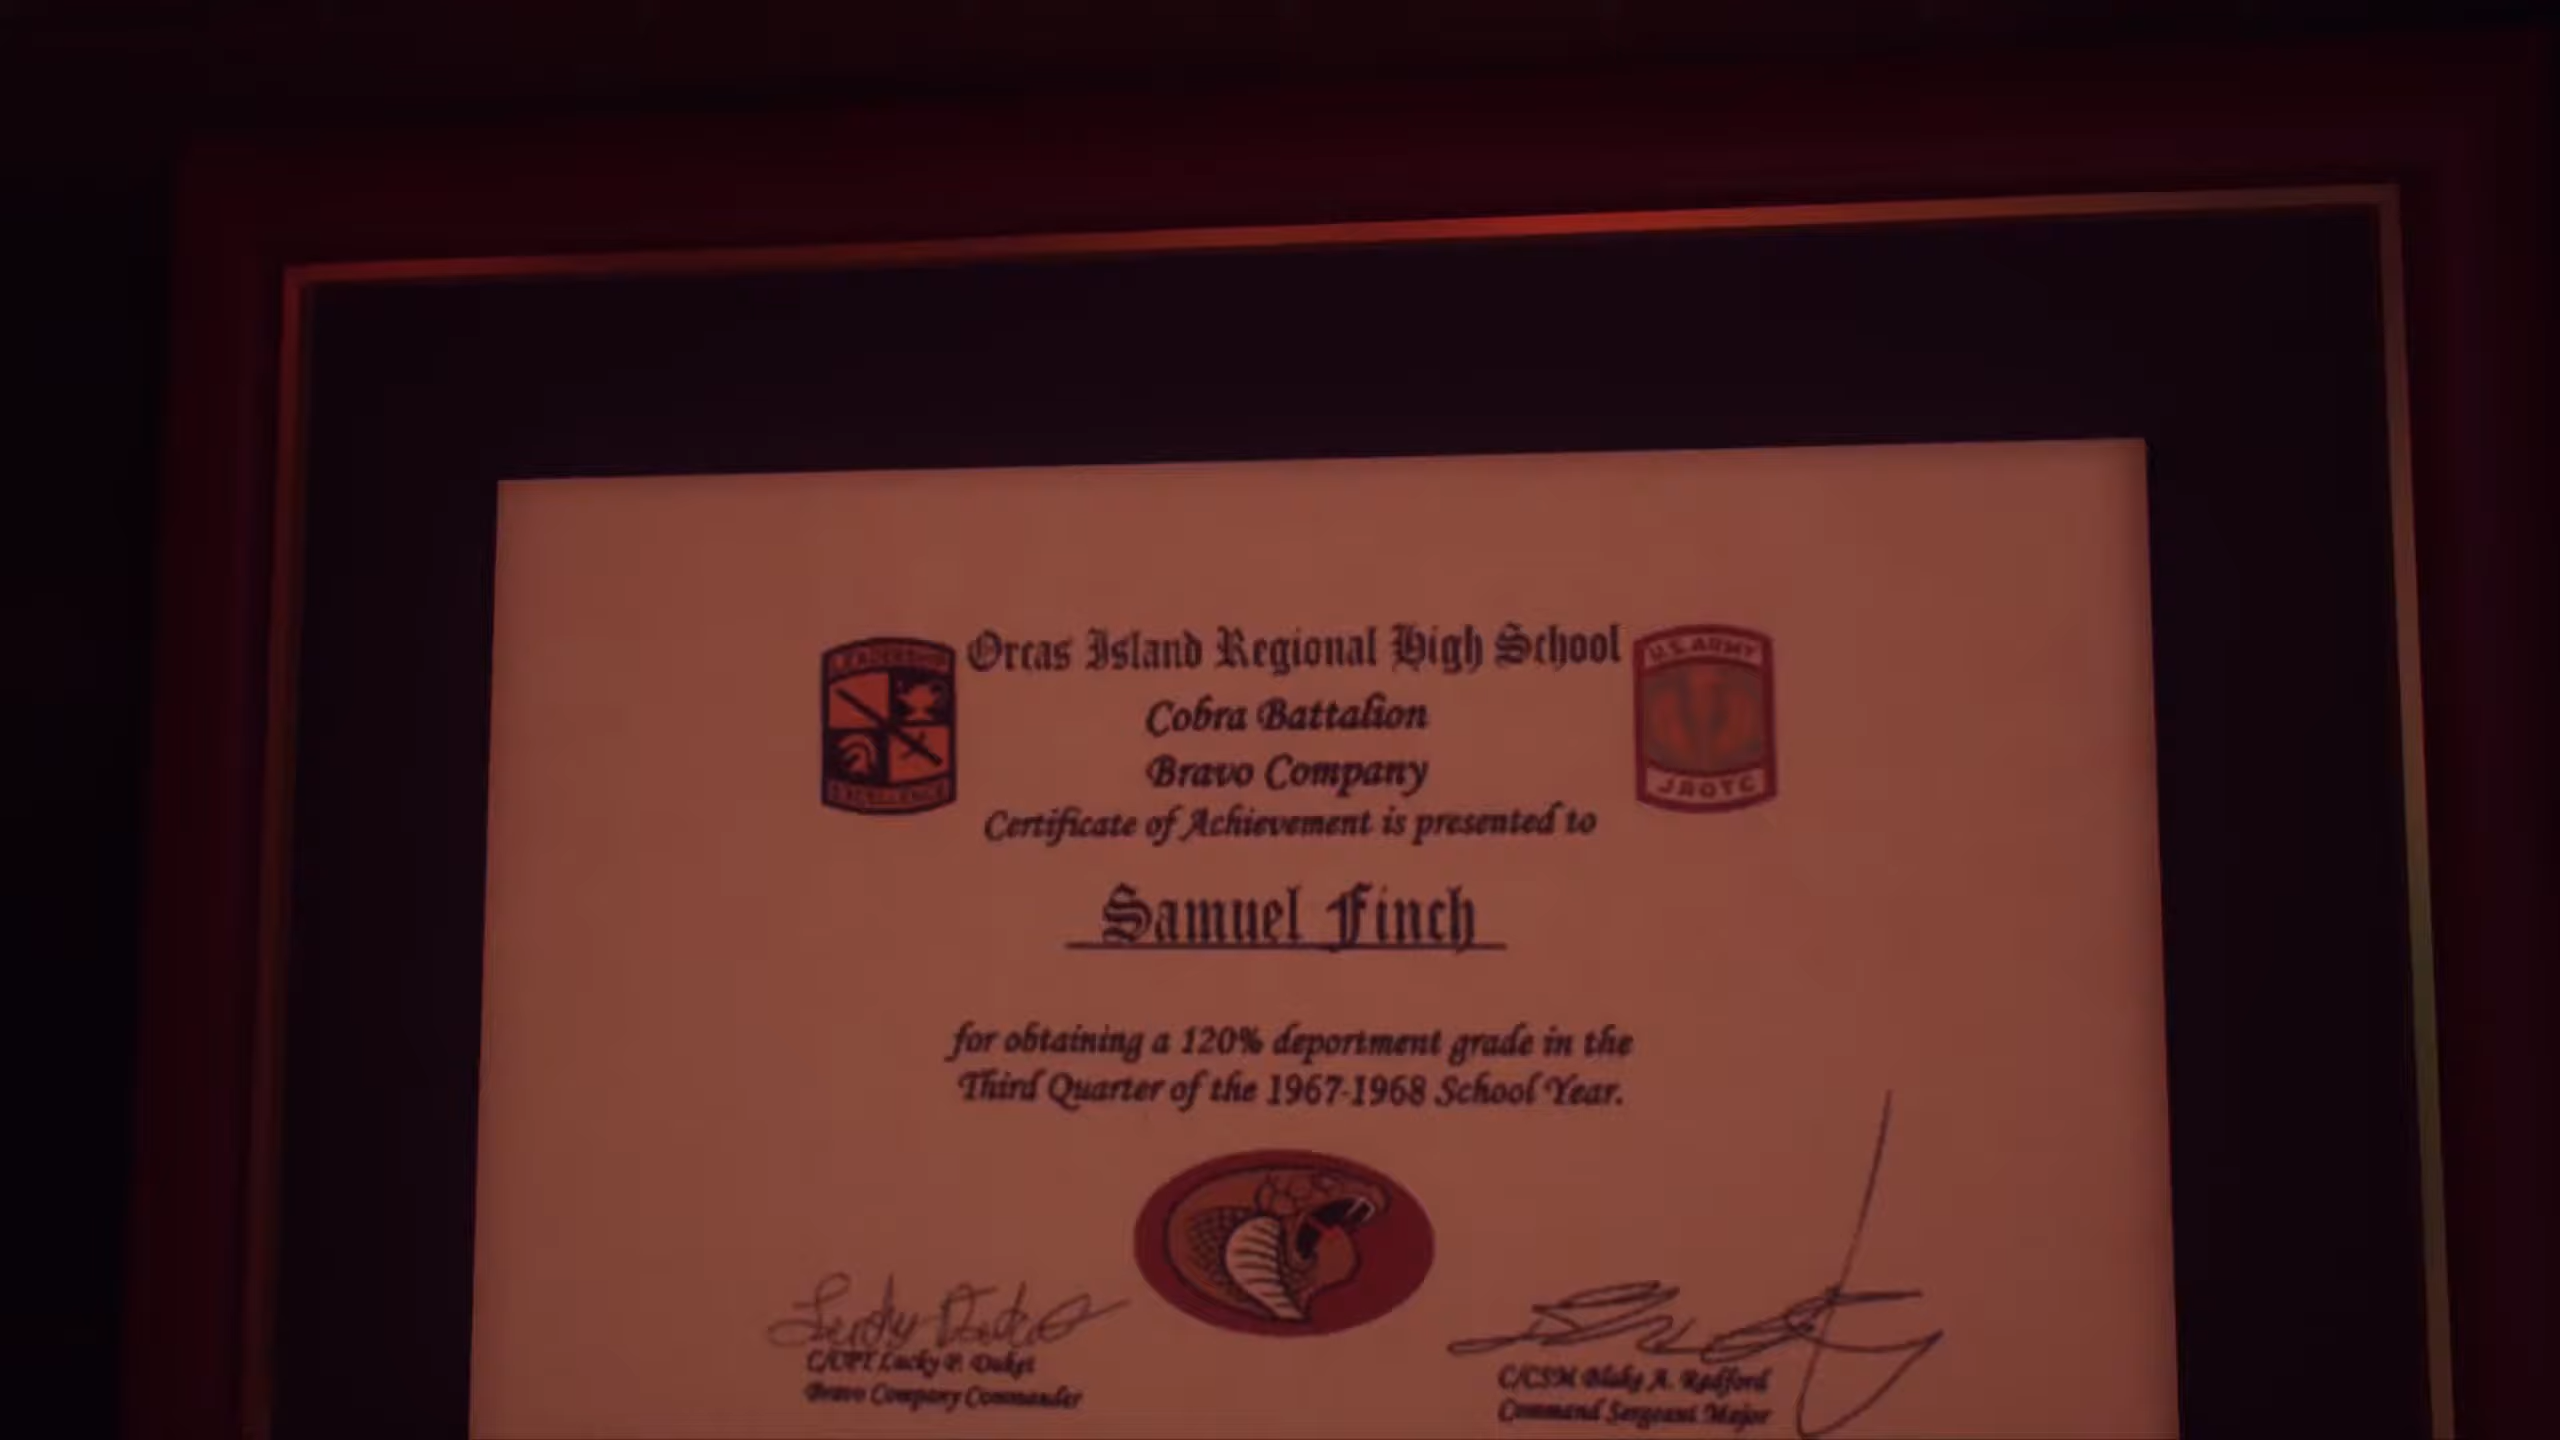 Orcas Island Regional High School
LEADERSHIP
EXCELLENCE
U.S. ARMY
JROTC
Cobra Battalion
Bravo Company
Certificate of Achievement is presented to
Samuel Finch
for obtaining a 120% deportment grade in the
Third Quarter of the 1967-1968 School Year.
C/CPT Lucky P. Duket
Bravo Company Commander
C/CSM Blake A. Radford
Command Sergeant Major